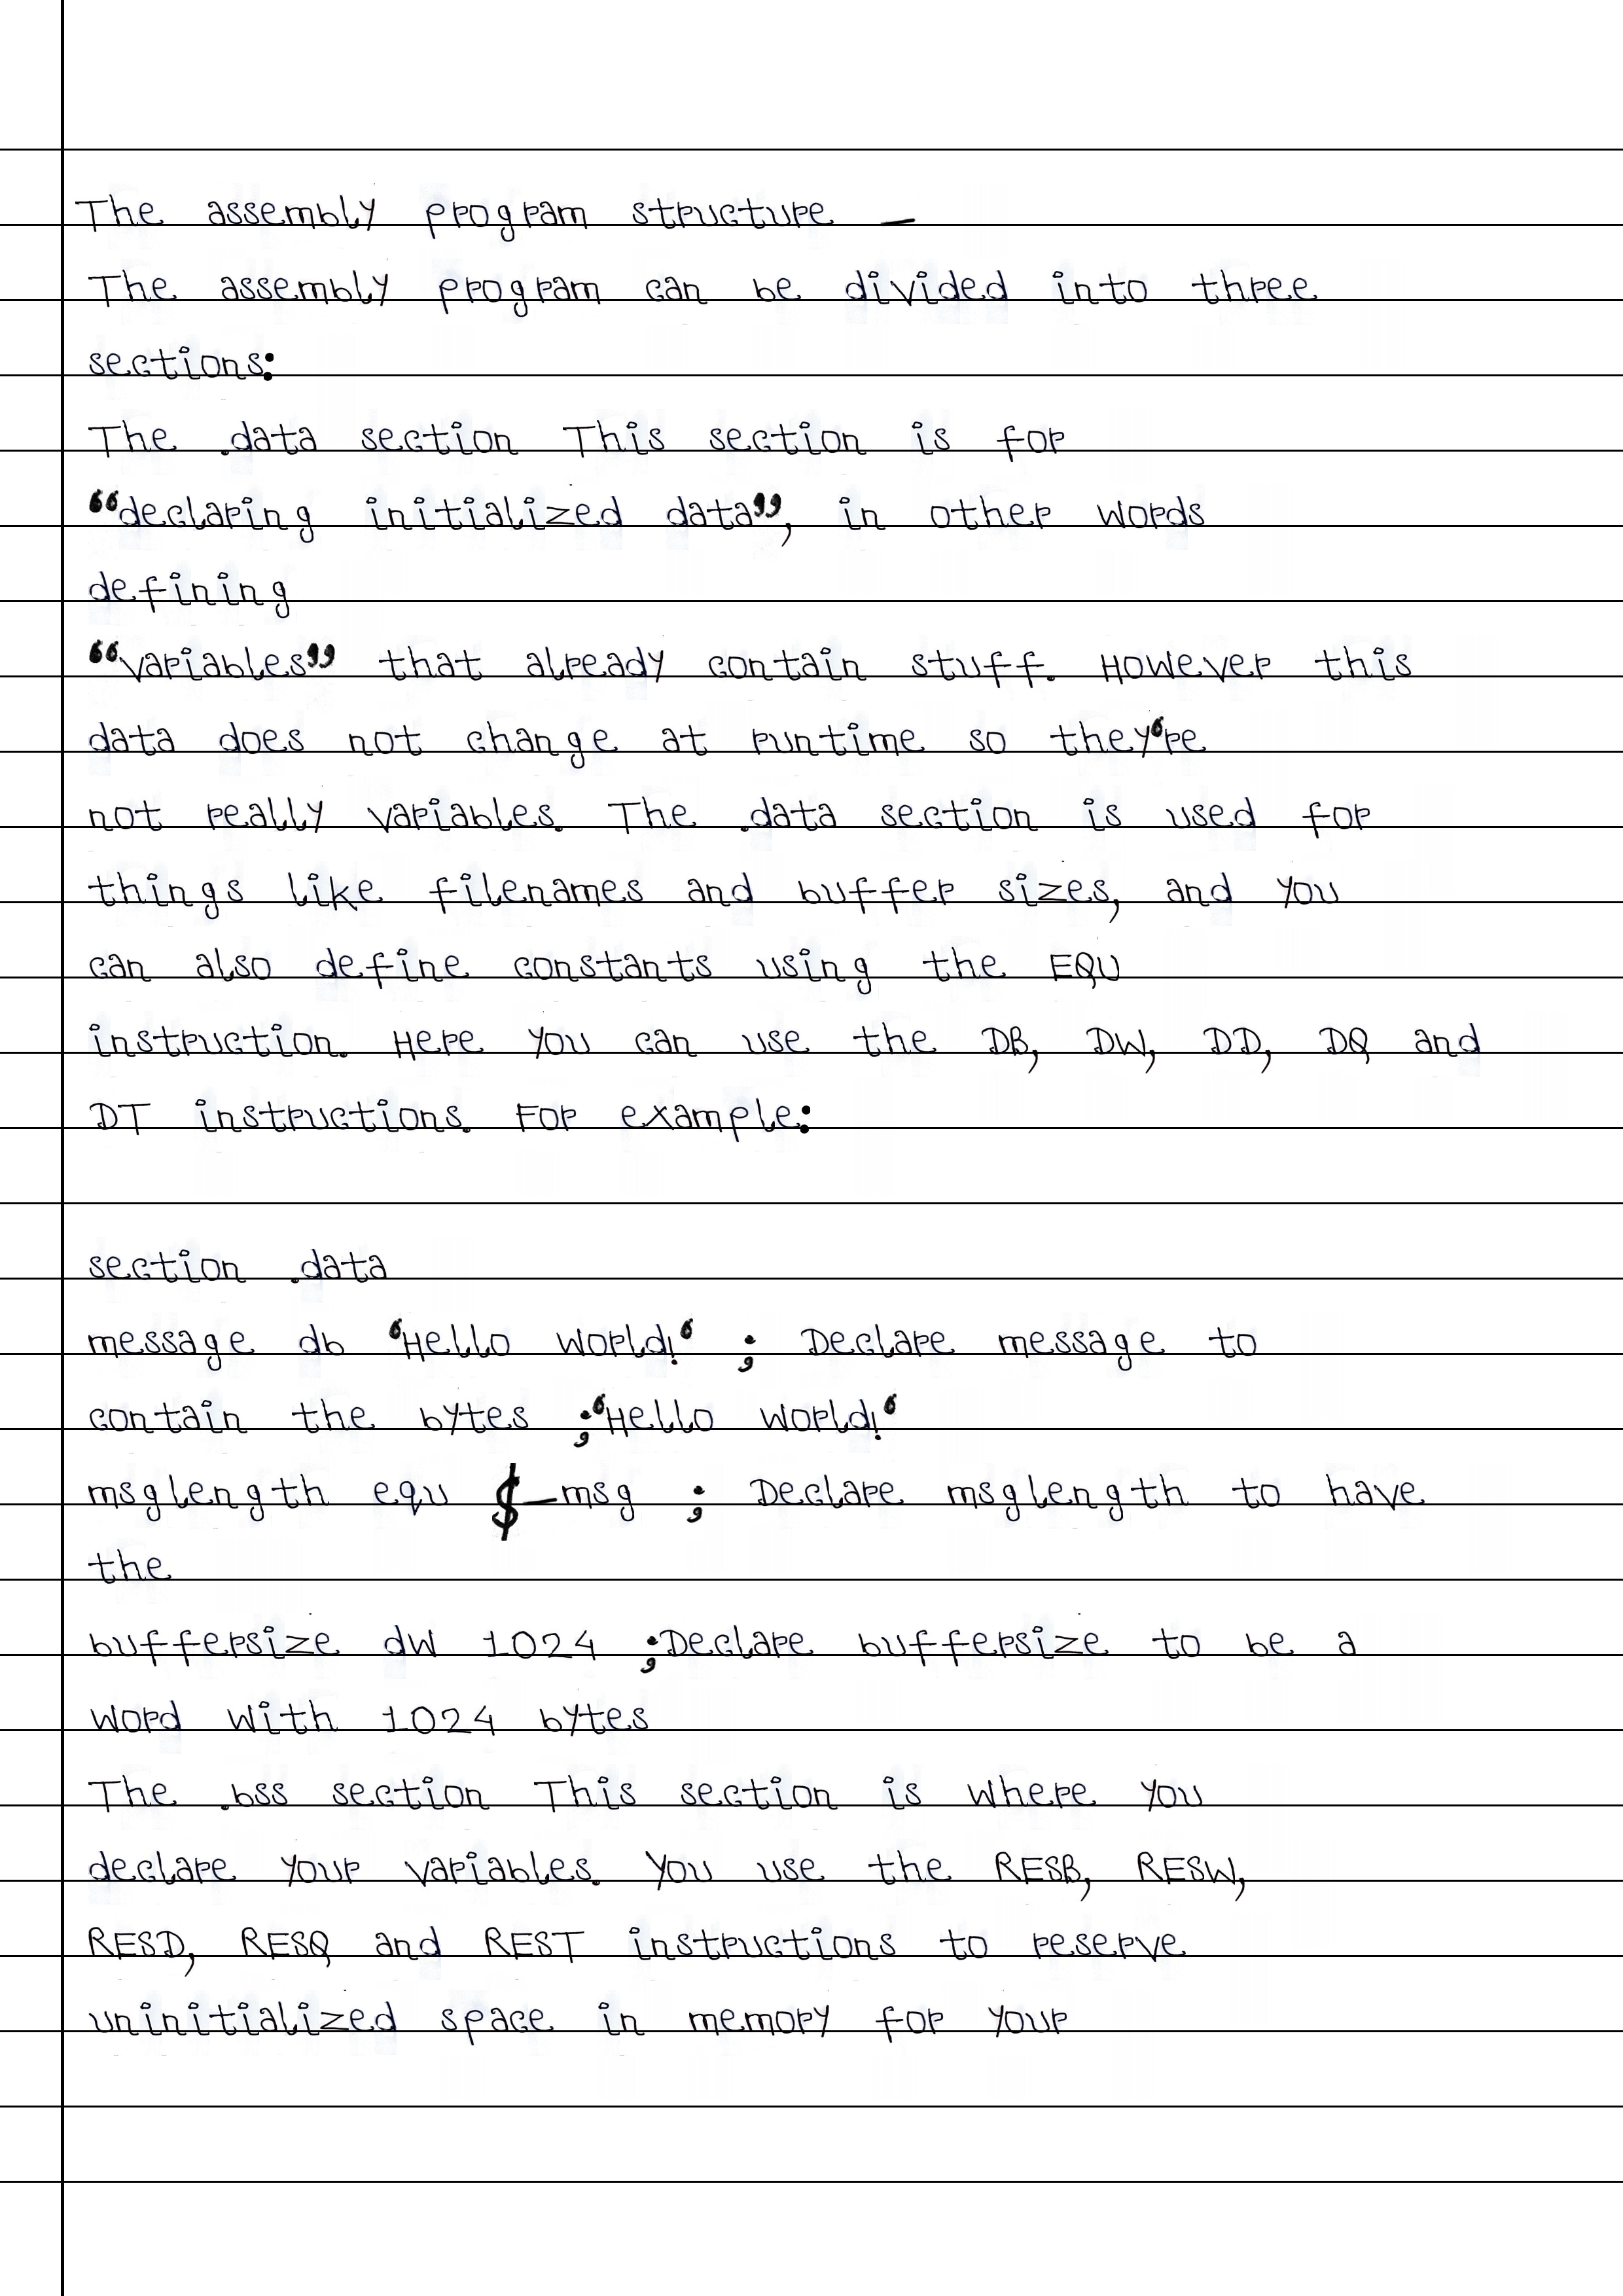 The assembly program structure –
The assembly program can be divided into three
sections:
The .data section This section is for
“declaring initialized data”, in other words
defining
“variables” that already contain stuff. However this
data does not change at runtime so they‘re
not really variables. The .data section is used for
things like filenames and buffer sizes, and you
can also define constants using the EQU
instruction. Here you can use the DB, DW, DD, DQ and
DT instructions. For example:
section .data
message db ‘Hello world!‘ ; Declare message to
contain the bytes ;‘Hello world!‘
msglength equ $–msg ; Declare msglength to have
the
buffersize dw 1024 ;Declare buffersize to be a
word with 1024 bytes
The .bss section This section is where you
declare your variables. You use the RESB, RESW,
RESD, RESQ and REST instructions to reserve
uninitialized space in memory for your